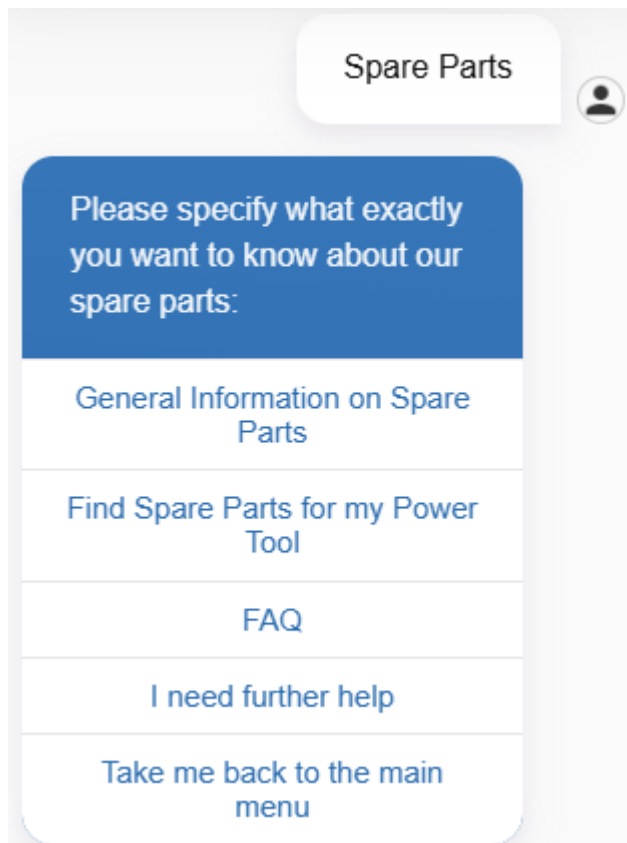 Spare Parts
Please specify what exactly
you want to know about our
spare parts:
General Information on Spare
Parts
Find Spare Parts for my Power
Tool
FAQ
I need further help
Take me back to the main
menu